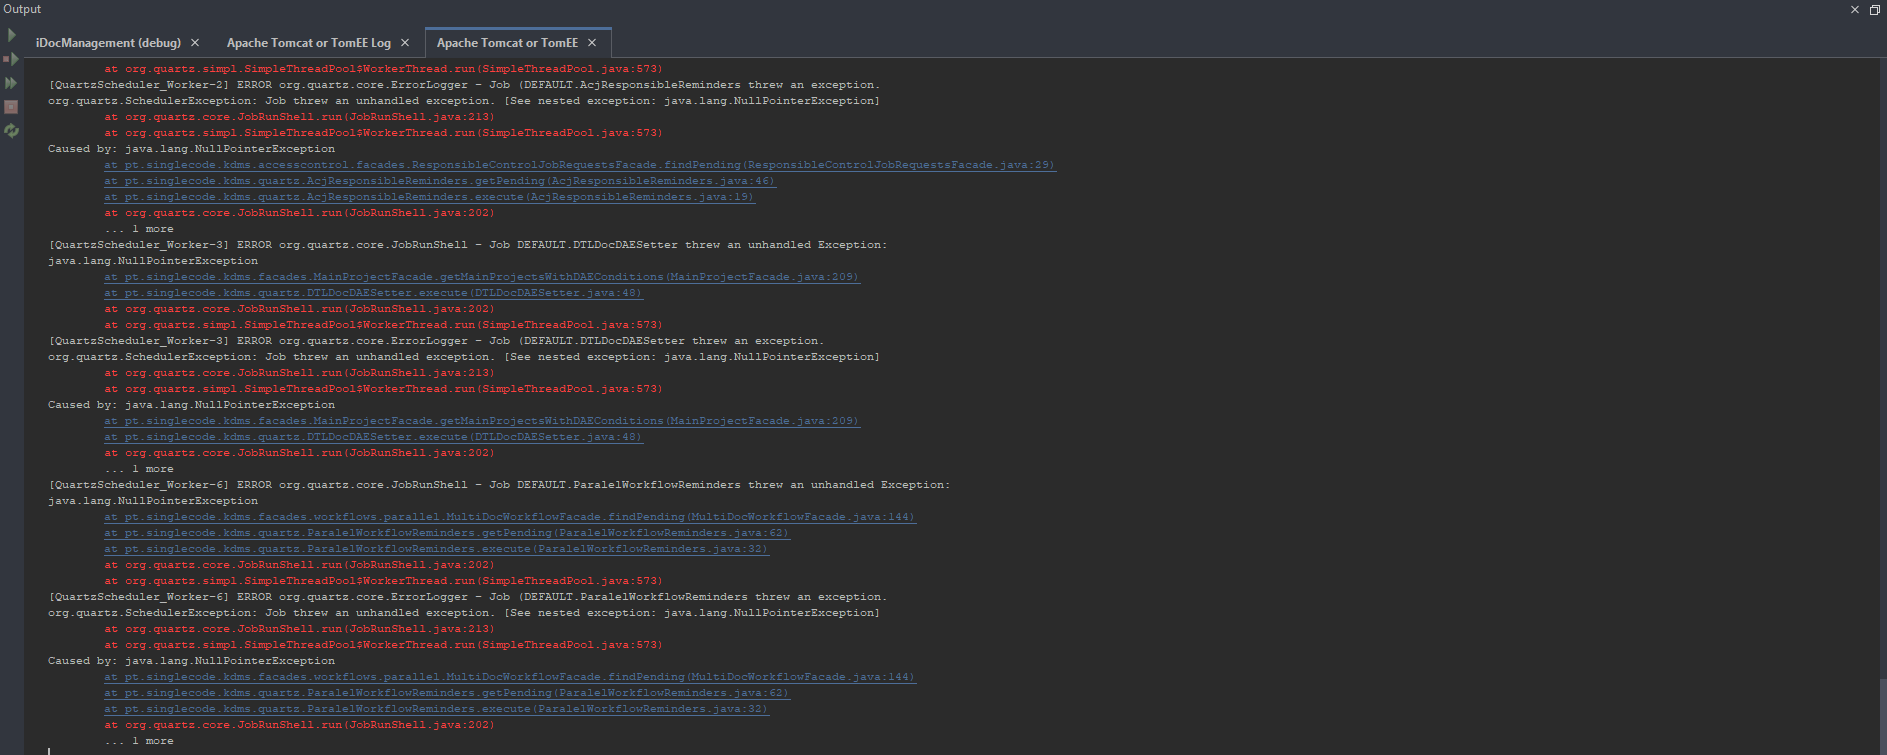 Output
iDocManagement (debug)
Apache Tomcat or TomEE Log
Apache Tomcat or TomEE
at org.quartz.simpl.SimpleThreadPool$WorkerThread.run(SimpleThreadPool.java:573)
[QuartzScheduler_Worker-2] ERROR org.quartz.core.ErrorLogger - Job (DEFAULT.AcjResponsibleReminders threw an exception.
org.quartz.SchedulerException: Job threw an unhandled exception. [See nested exception: java.lang.NullPointerException]
at org.quartz.core.JobRunShell.run(JobRunShell.java:213)
at org.quartz.simpl.SimpleThreadPool$WorkerThread.run(SimpleThreadPool.java:573)
Caused by: java.lang.NullPointerException
at pt.singlecode.kdms.accesscontrol.facades.ResponsibleControlJobRequestsFacade.findPending(ResponsibleControlJobRequestsFacade.java:29)
at pt.singlecode.kdms.quartz.AcjResponsibleReminders.getPending(AcjResponsibleReminders.java:46)
at pt.singlecode.kdms.quartz.AcjResponsibleReminders.execute(AcjResponsibleReminders.java:19)
at org.quartz.core.JobRunShell.run(JobRunShell.java:202)
... 1 more
[QuartzScheduler_Worker-3] ERROR org.quartz.core.JobRunShell - Job DEFAULT.DTLDocDAESetter threw an unhandled Exception:
java.lang.NullPointerException
at pt.singlecode.kdms.facades.MainProjectFacade.getMainProjectsWithDAEConditions(MainProjectFacade.java:209)
at pt.singlecode.kdms.quartz.DTLDocDAESetter.execute(DTLDocDAESetter.java:48)
at org.quartz.core.JobRunShell.run(JobRunShell.java:202)
at org.quartz.simpl.SimpleThreadPool$WorkerThread.run(SimpleThreadPool.java:573)
[QuartzScheduler_Worker-3] ERROR org.quartz.core.ErrorLogger - Job (DEFAULT.DTLDocDAESetter threw an exception.
org.quartz.SchedulerException: Job threw an unhandled exception. [See nested exception: java.lang.NullPointerException]
at org.quartz.core.JobRunShell.run(JobRunShell.java:213)
at org.quartz.simpl.SimpleThreadPool$WorkerThread.run(SimpleThreadPool.java:573)
Caused by: java.lang.NullPointerException
at pt.singlecode.kdms.facades.MainProjectFacade.getMainProjectsWithDAEConditions(MainProjectFacade.java:209)
at pt.singlecode.kdms.quartz.DTLDocDAESetter.execute(DTLDocDAESetter.java:48)
at org.quartz.core.JobRunShell.run(JobRunShell.java:202)
... 1 more
[QuartzScheduler_Worker-6] ERROR org.quartz.core.JobRunShell - Job DEFAULT.ParalelWorkflowReminders threw an unhandled Exception:
java.lang.NullPointerException
at pt.singlecode.kdms.facades.workflows.parallel.MultiDocWorkflowFacade.findPending(MultiDocWorkflowFacade.java:144)
at pt.singlecode.kdms.quartz.ParalelWorkflowReminders.getPending(ParalelWorkflowReminders.java:62)
at pt.singlecode.kdms.quartz.ParalelWorkflowReminders.execute(ParalelWorkflowReminders.java:32)
at org.quartz.core.JobRunShell.run(JobRunShell.java:202)
at org.quartz.simpl.SimpleThreadPool$WorkerThread.run(SimpleThreadPool.java:573)
[QuartzScheduler_Worker-6] ERROR org.quartz.core.ErrorLogger - Job (DEFAULT.ParalelWorkflowReminders threw an exception.
org.quartz.SchedulerException: Job threw an unhandled exception. [See nested exception: java.lang.NullPointerException]
at org.quartz.core.JobRunShell.run(JobRunShell.java:213)
at org.quartz.simpl.SimpleThreadPool$WorkerThread.run(SimpleThreadPool.java:573)
Caused by: java.lang.NullPointerException
at pt.singlecode.kdms.facades.workflows.parallel.MultiDocWorkflowFacade.findPending(MultiDocWorkflowFacade.java:144)
at pt.singlecode.kdms.quartz.ParalelWorkflowReminders.getPending(ParalelWorkflowReminders.java:62)
at pt.singlecode.kdms.quartz.ParalelWorkflowReminders.execute(ParalelWorkflowReminders.java:32)
at org.quartz.core.JobRunShell.run(JobRunShell.java:202)
... 1 more